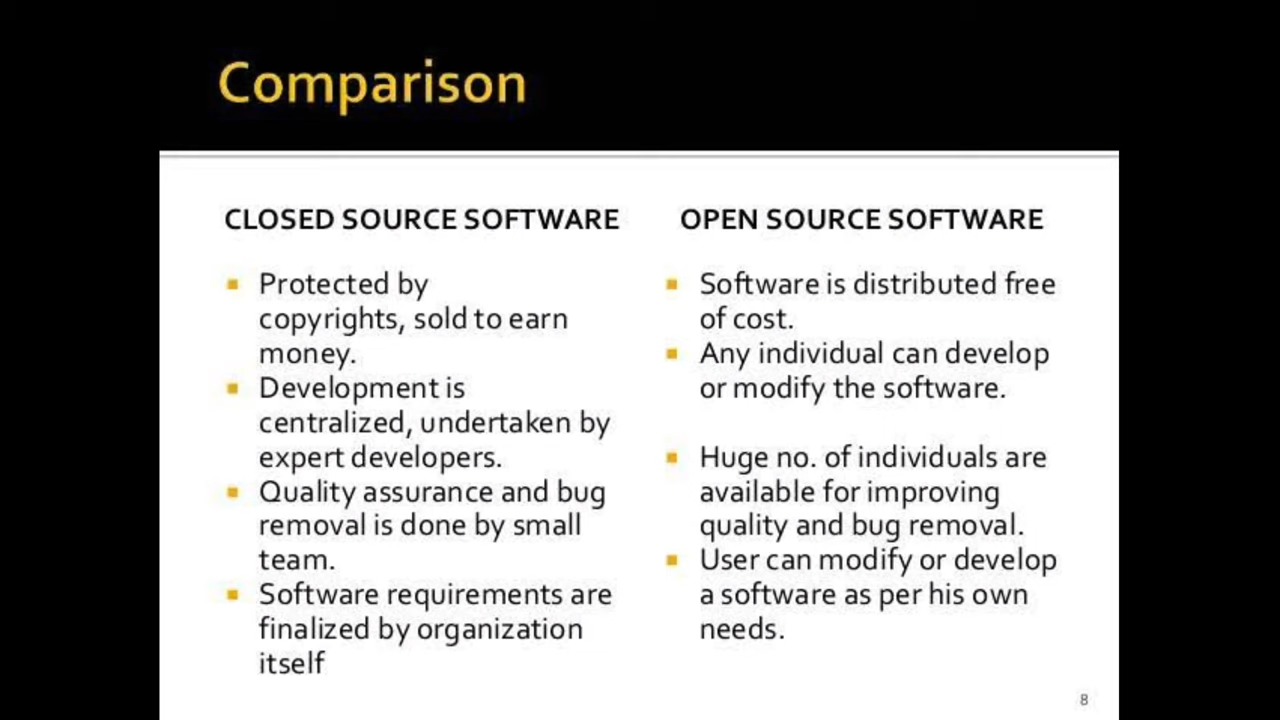 Comparison
CLOSED SOURCE SOFTWARE
Protected by
copyrights, sold to earn
money.
Development is
centralized, undertaken by
expert developers.
Quality assurance and bug
removal is done by small
team.
Software requirements are
finalized by organization
itself
OPEN SOURCE SOFTWARE
Software is distributed free
of cost.
Any individual can develop
or modify the software.
Huge no. of individuals are
available for improving
quality and bug removal.
User can modify or develop
a software as per his own
needs.
8